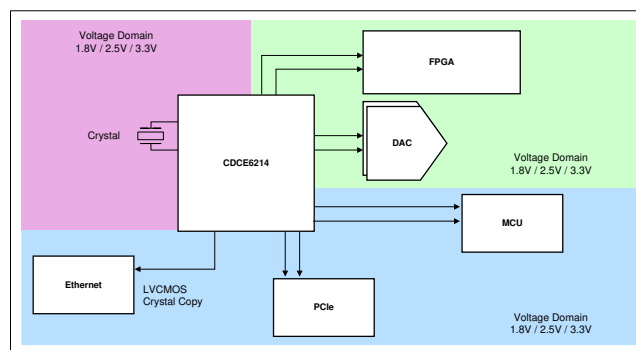 Voltage Domain
1.8V / 2.5V / 3.3V
FPGA
Crystal
CDCE6214
DAC
Voltage Domain
1.8V / 2.5V / 3.3V
MCU
Ethernet
LVCMOS
Crystal Copy
PCIe
Voltage Domain
1.8V / 2.5V / 3.3V